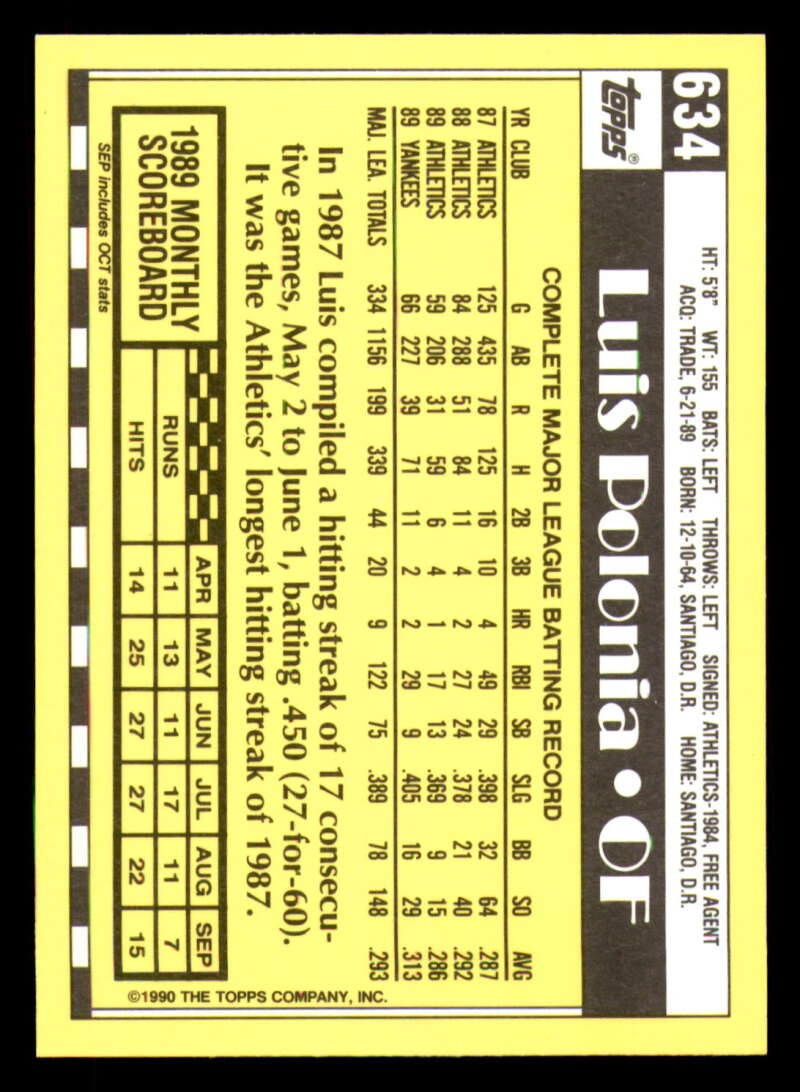 634
topps®
HT: 5'8" WT: 155 BATS: LEFT THROWS: LEFT SIGNED: ATHLETICS-1984, FREE AGENT
ACQ: TRADE, 6-21-89 BORN: 12-10-64, SANTIAGO, D.R. HOME: SANTIAGO, D.R.
Luis Polonia • OF
COMPLETE MAJOR LEAGUE BATTING RECORD
YR CLUB G AB R H 2B 3B HR RBI SB SLG BB SO AVG
87 ATHLETICS 125 435 78 125 16 10 4 49 29 .398 32 64 .287
88 ATHLETICS 84 288 51 84 11 4 2 27 24 .378 21 40 .292
89 ATHLETICS 59 206 31 59 6 4 1 17 13 .369 9 15 .286
89 YANKEES 66 227 39 71 11 2 2 29 9 .405 16 29 .313
MAJ. LEA. TOTALS 334 1156 199 339 44 20 9 122 75 .389 78 148 .293
In 1987 Luis compiled a hitting streak of 17 consecu-
tive games, May 2 to June 1, batting .450 (27-for-60).
It was the Athletics' longest hitting streak of 1987.
1989 MONTHLY
SCOREBOARD
APR MAY JUN JUL AUG SEP
RUNS 11 13 11 17 11 7
HITS 14 25 27 27 22 15
SEP includes OCT stats
©1990 THE TOPPS COMPANY, INC.